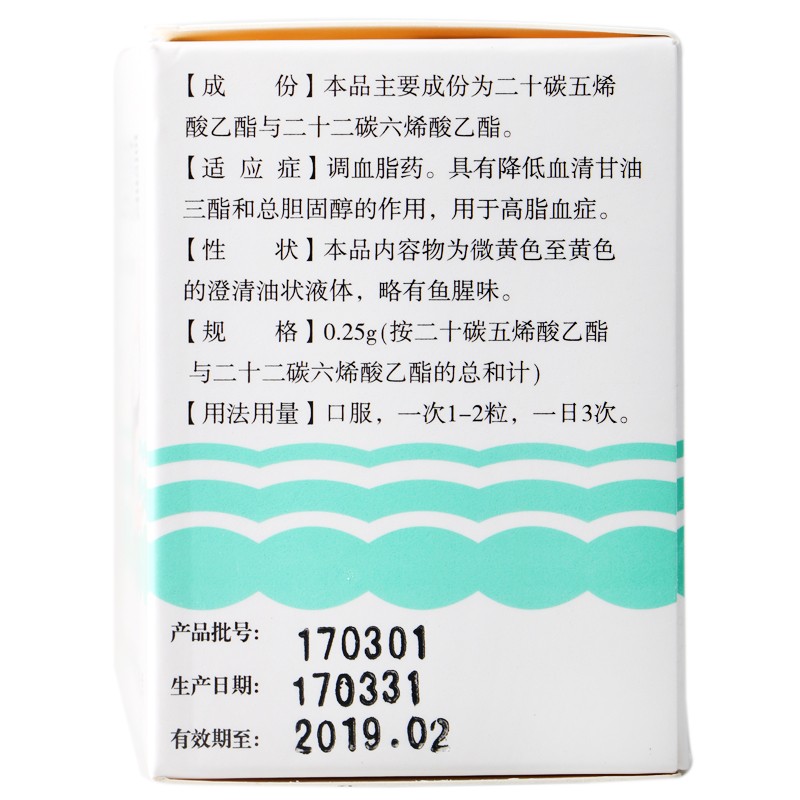 【成　份】本品主要成份为二十碳五烯
酸乙酯与二十二碳六烯酸乙酯。
【适 应 症】调血脂药。具有降低血清甘油
三酯和总胆固醇的作用，用于高脂血症。
【性　状】本品内容物为微黄色至黄色
的澄清油状液体，略有鱼腥味。
【规　格】0.25g(按二十碳五烯酸乙酯
与二十二碳六烯酸乙酯的总和计)
【用法用量】口服，一次1-2粒，一日3次。
产品批号：170301
生产日期：170331
有效期至：2019.02